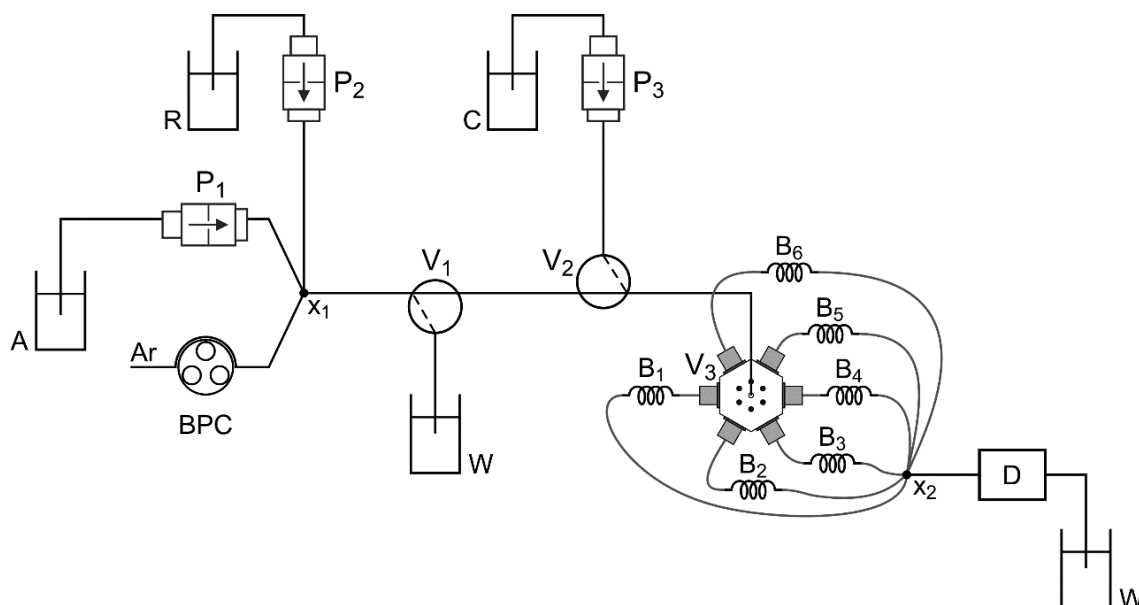 P₂
R
P₃
C
P₁
A
x₁
Ar
BPC
V₁
W
V₂
B₆
B₅
B₁
V₃
B₄
B₃
B₂
x₂
D
W